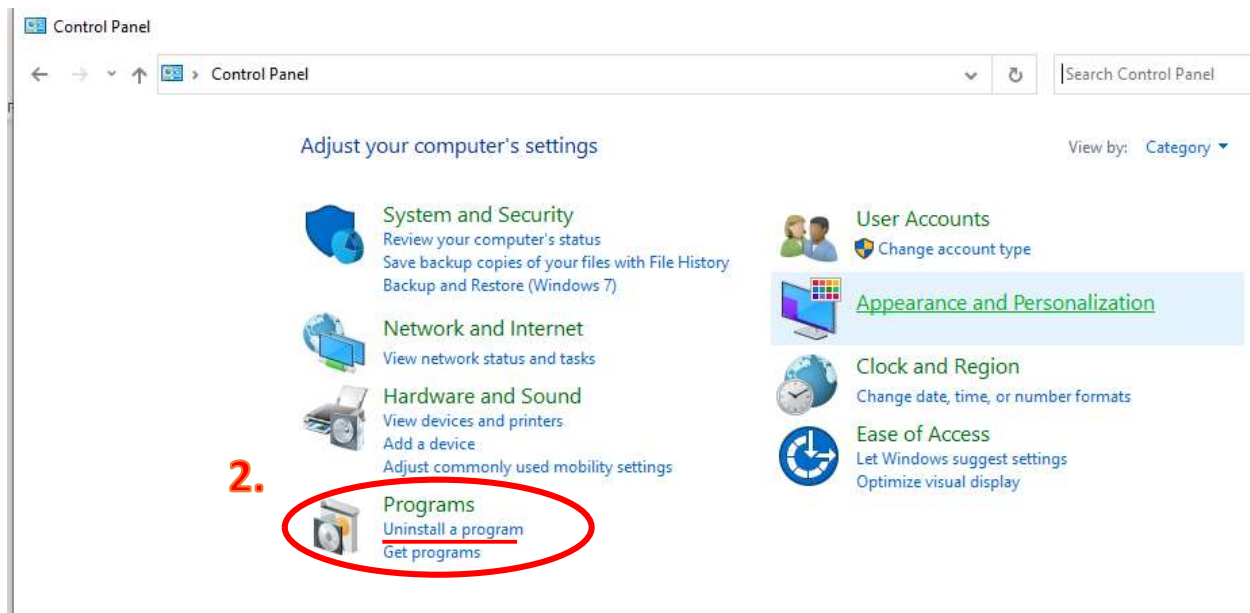 Control Panel
Control Panel
Search Control Panel
Adjust your computer's settings
View by: Category
System and Security
Review your computer's status
Save backup copies of your files with File History
Backup and Restore (Windows 7)
Network and Internet
View network status and tasks
Hardware and Sound
View devices and printers
Add a device
Adjust commonly used mobility settings
2.
Programs
Uninstall a program
Get programs
User Accounts
Change account type
Appearance and Personalization
Clock and Region
Change date, time, or number formats
Ease of Access
Let Windows suggest settings
Optimize visual display